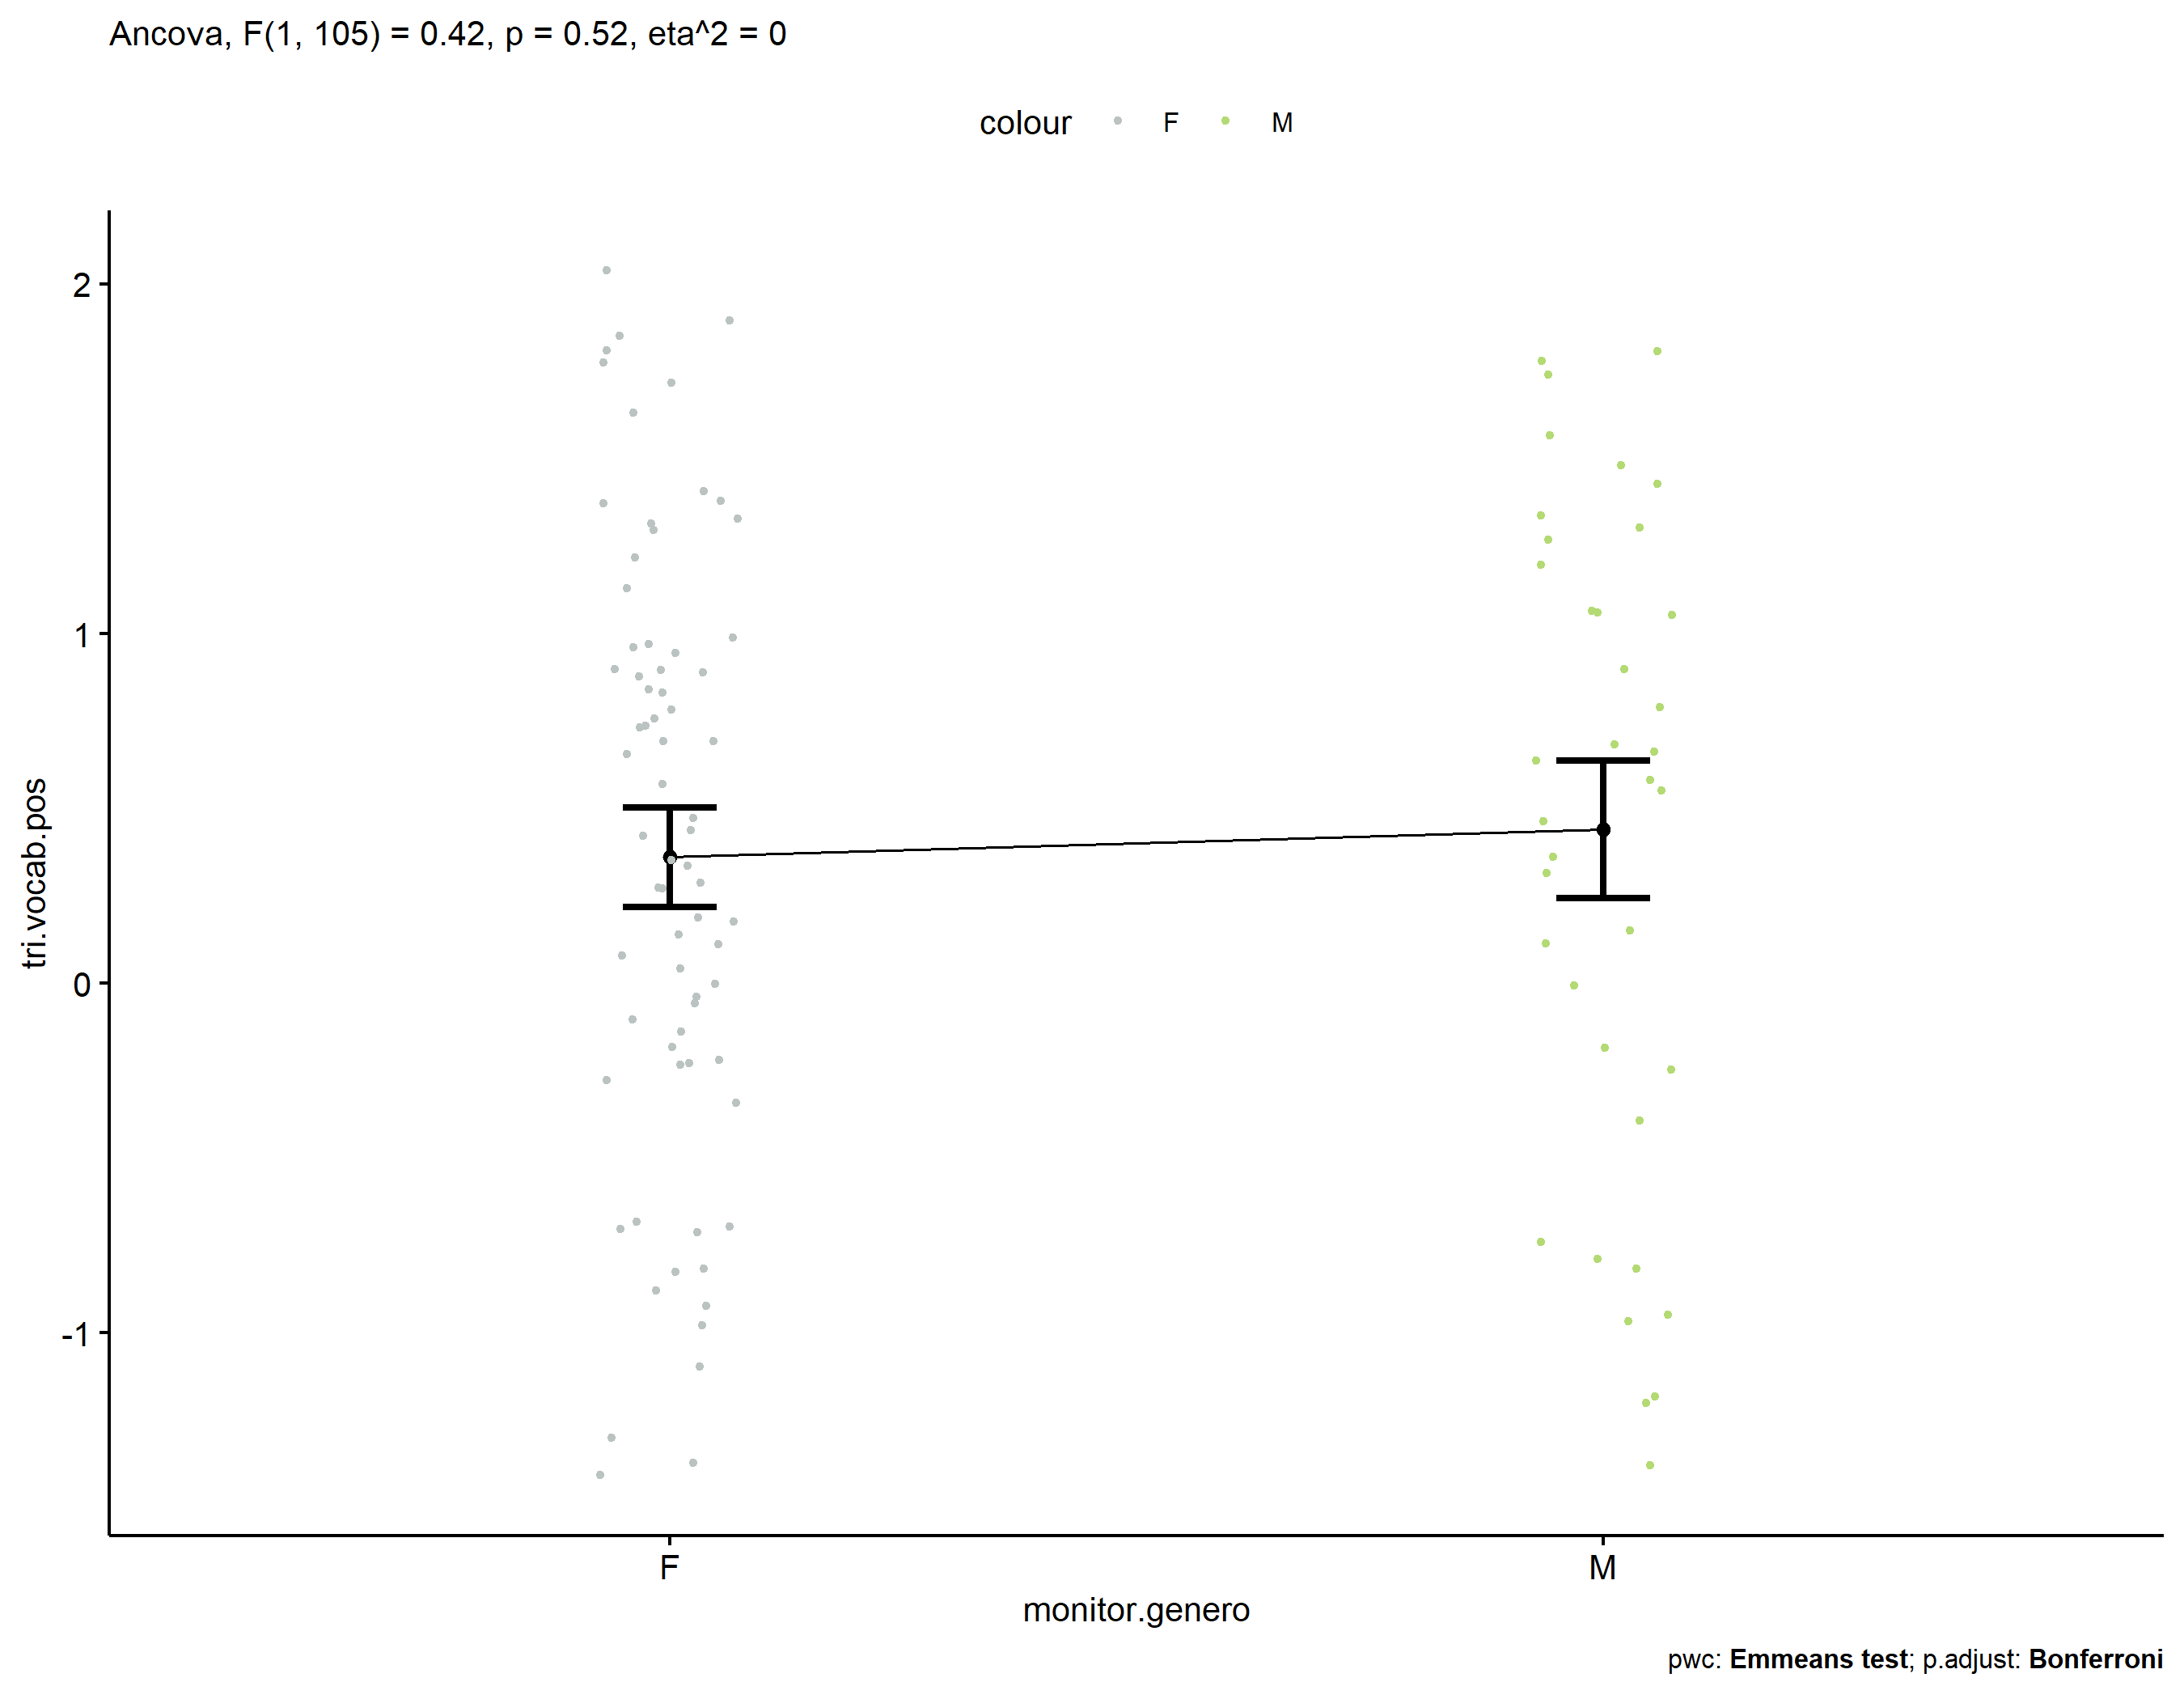 Ancova, F(1, 105) = 0.42, p = 0.52, eta^2 = 0
colour F M
2
1
0
-1
tri.vocab.pos
F M
monitor.genero
pwc: Emmeans test; p.adjust: Bonferroni